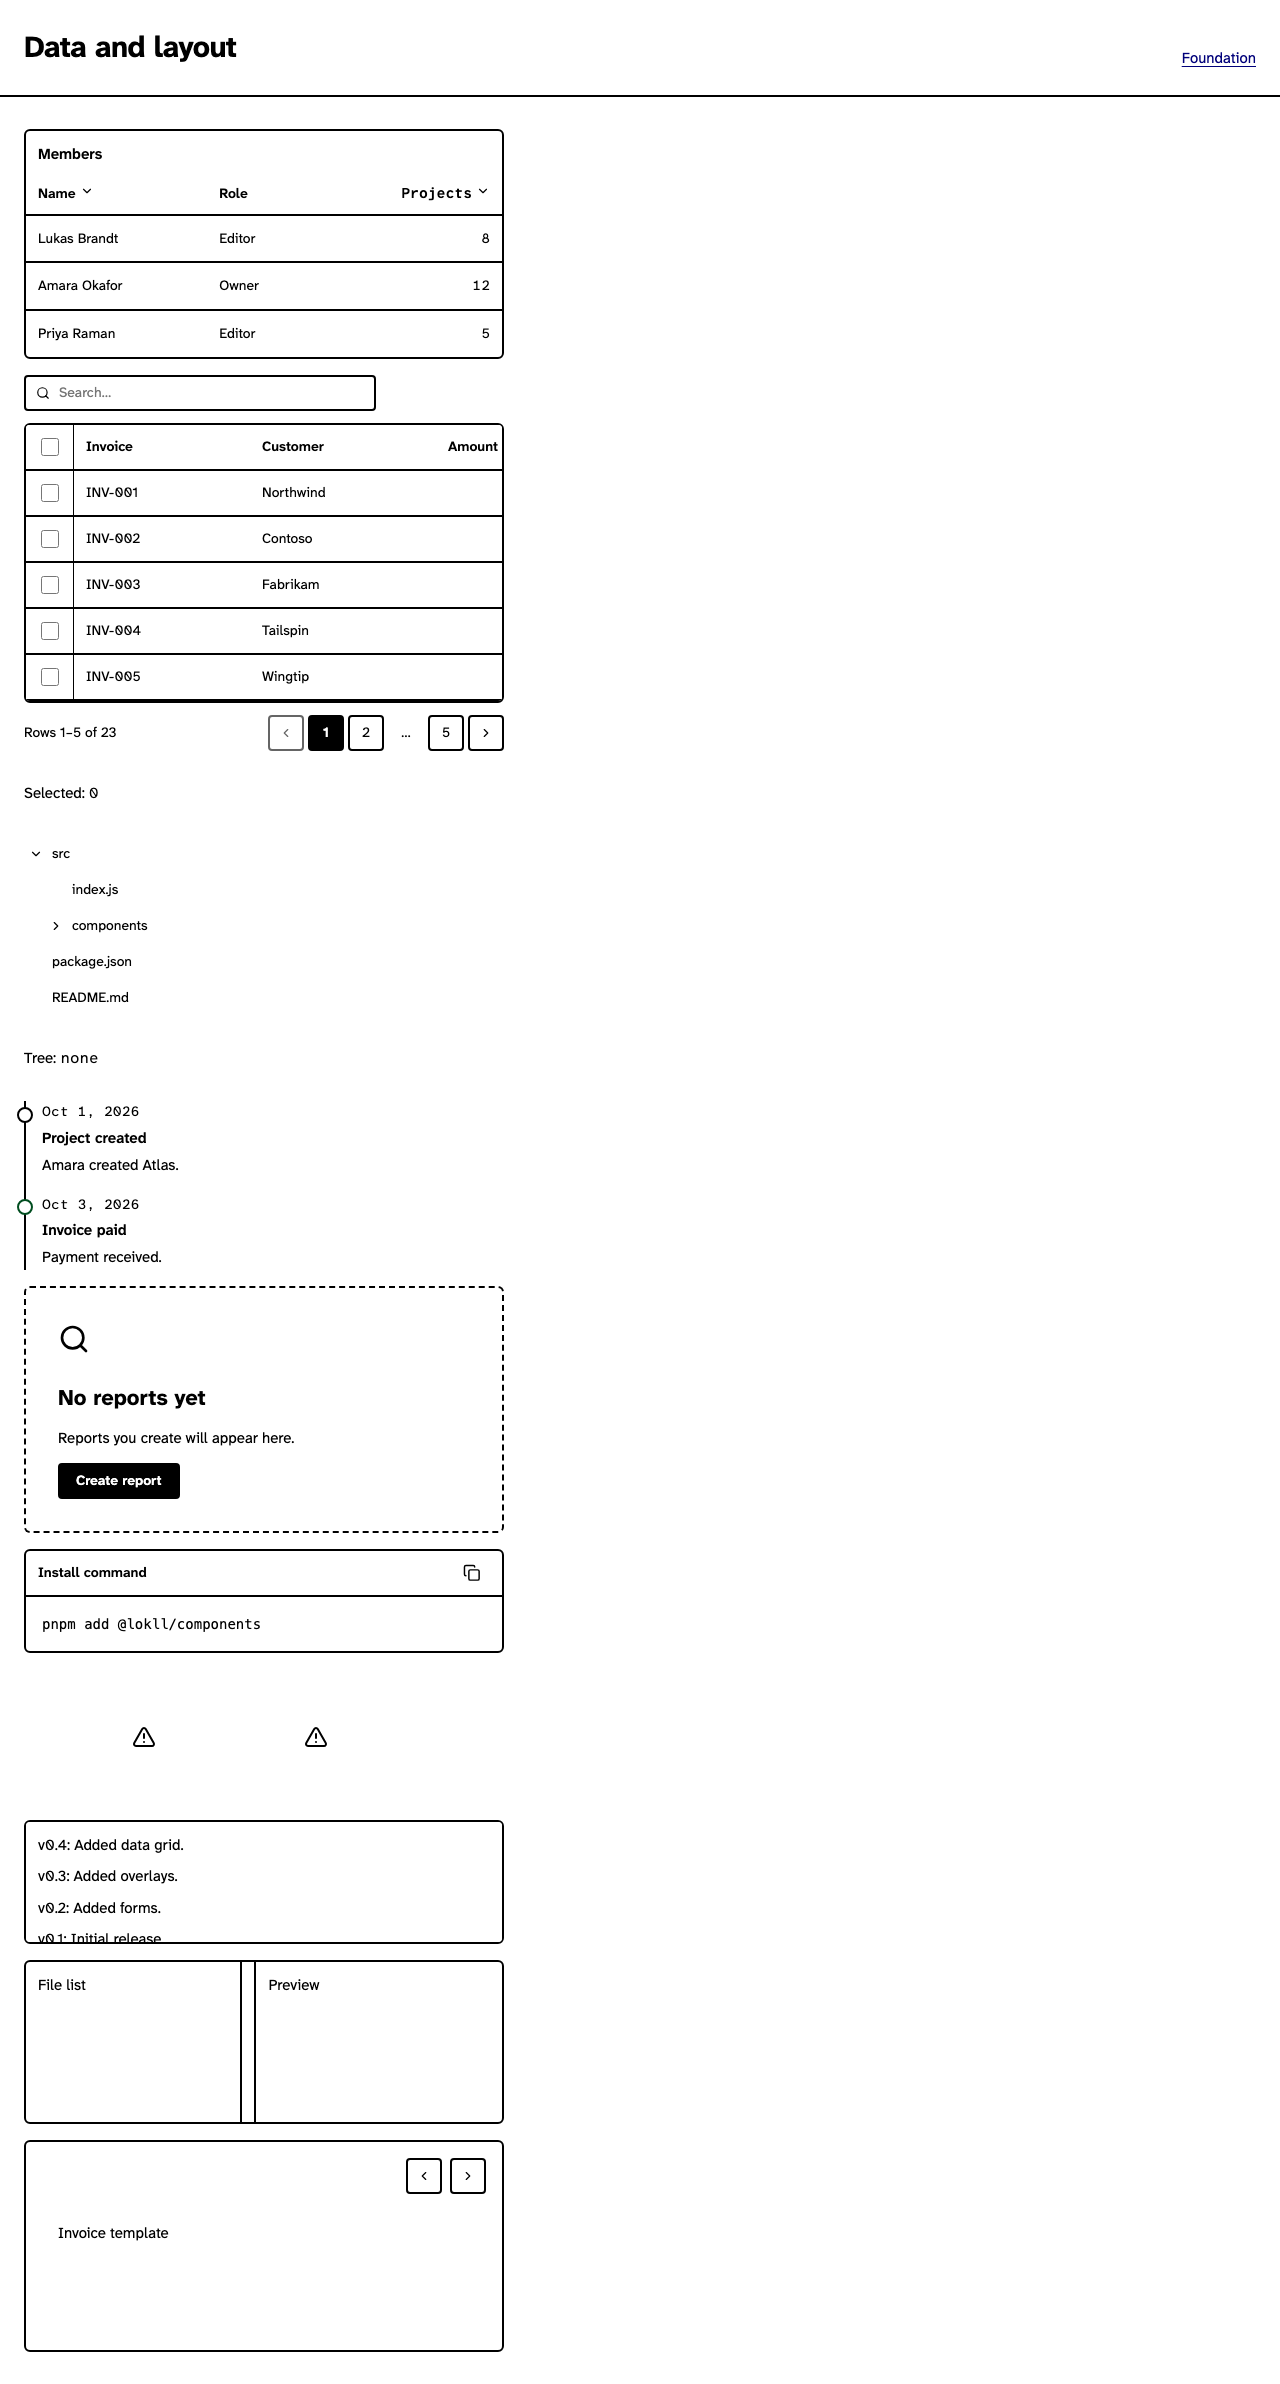 Data and layout
Foundation
Members
Name Role Projects
Lukas Brandt Editor 8
Amara Okafor Owner 12
Priya Raman Editor 5
Search...
Invoice Customer Amount
INV-001 Northwind
INV-002 Contoso
INV-003 Fabrikam
INV-004 Tailspin
INV-005 Wingtip
Rows 1–5 of 23 1 2 ... 5
Selected: 0
src
index.js
components
package.json
README.md
Tree: none
Oct 1, 2026
Project created
Amara created Atlas.
Oct 3, 2026
Invoice paid
Payment received.
No reports yet
Reports you create will appear here.
Create report
Install command
pnpm add @lokll/components
v0.4: Added data grid.
v0.3: Added overlays.
v0.2: Added forms.
v0.1: Initial release
File list Preview
Invoice template